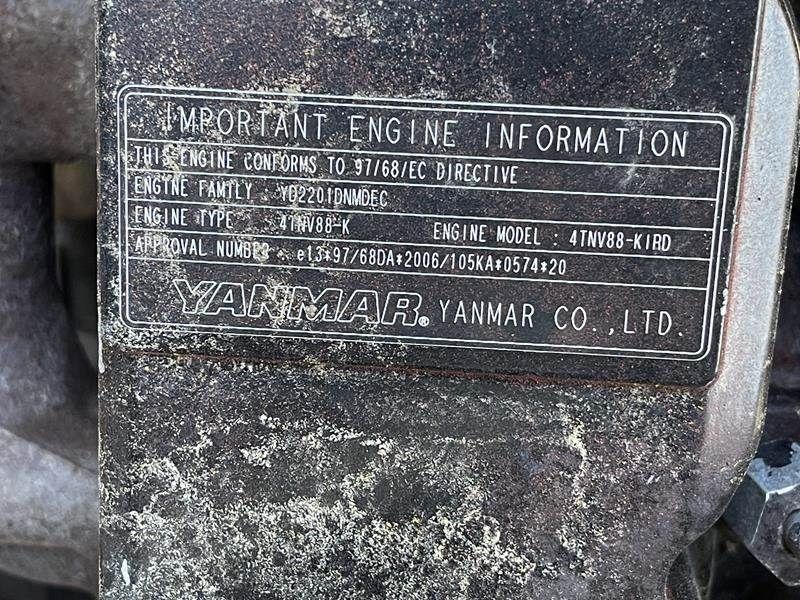 IMPORTANT ENGINE INFORMATION
THIS ENGINE CONFORMS TO 97/68/EC DIRECTIVE
ENGINE FAMILY : YD2201DNMDEC
ENGINE TYPE : 4TNV88-K ENGINE MODEL : 4TNV88-KIRD
APPROVAL NUMBER : e13*97/68DA*2006/105KA*0574*20
YANMAR® YANMAR CO.,LTD.